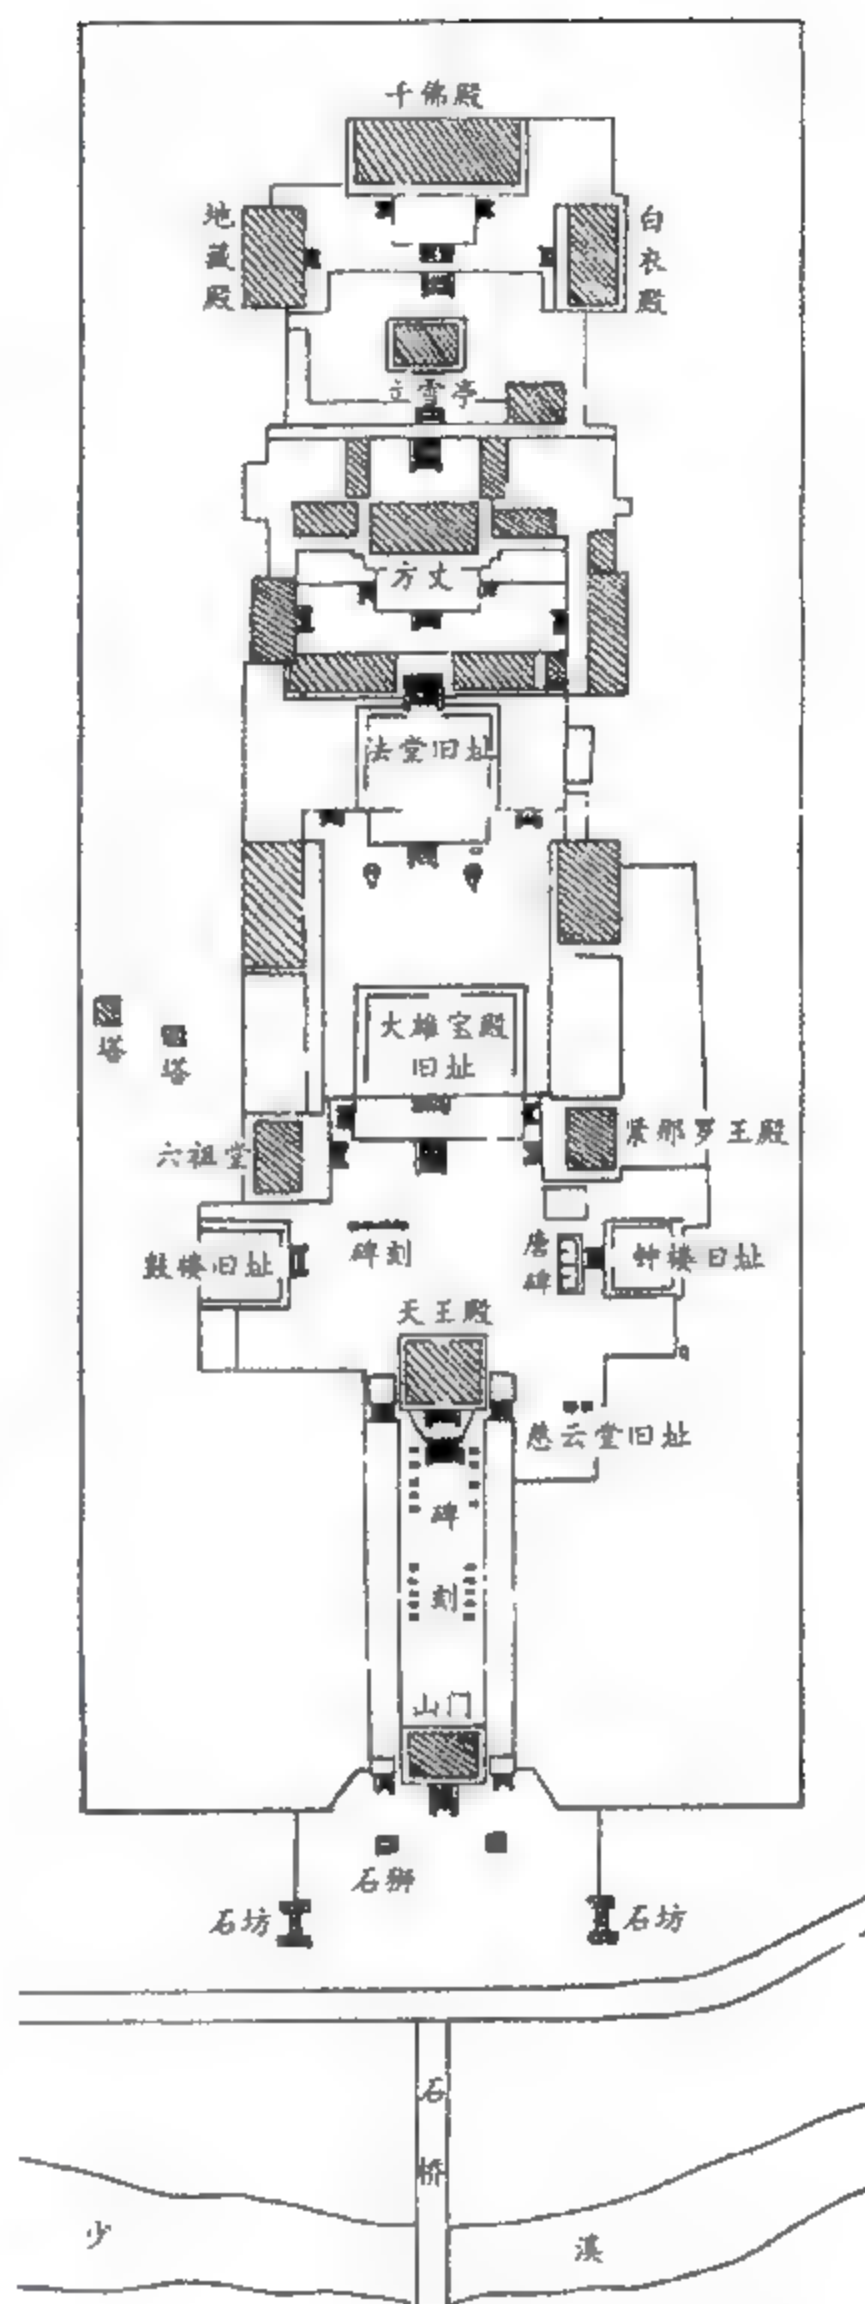 千佛殿
地藏殿
白衣殿
立雪亭
方丈
法堂旧址
大雄宝殿
旧址
塔
塔
六祖堂
紧那罗王殿
鼓楼旧址
碑刻
唐碑
钟楼旧址
天王殿
慈云堂旧址
碑刻
山门
石狮
石坊
石坊
石桥
少溪